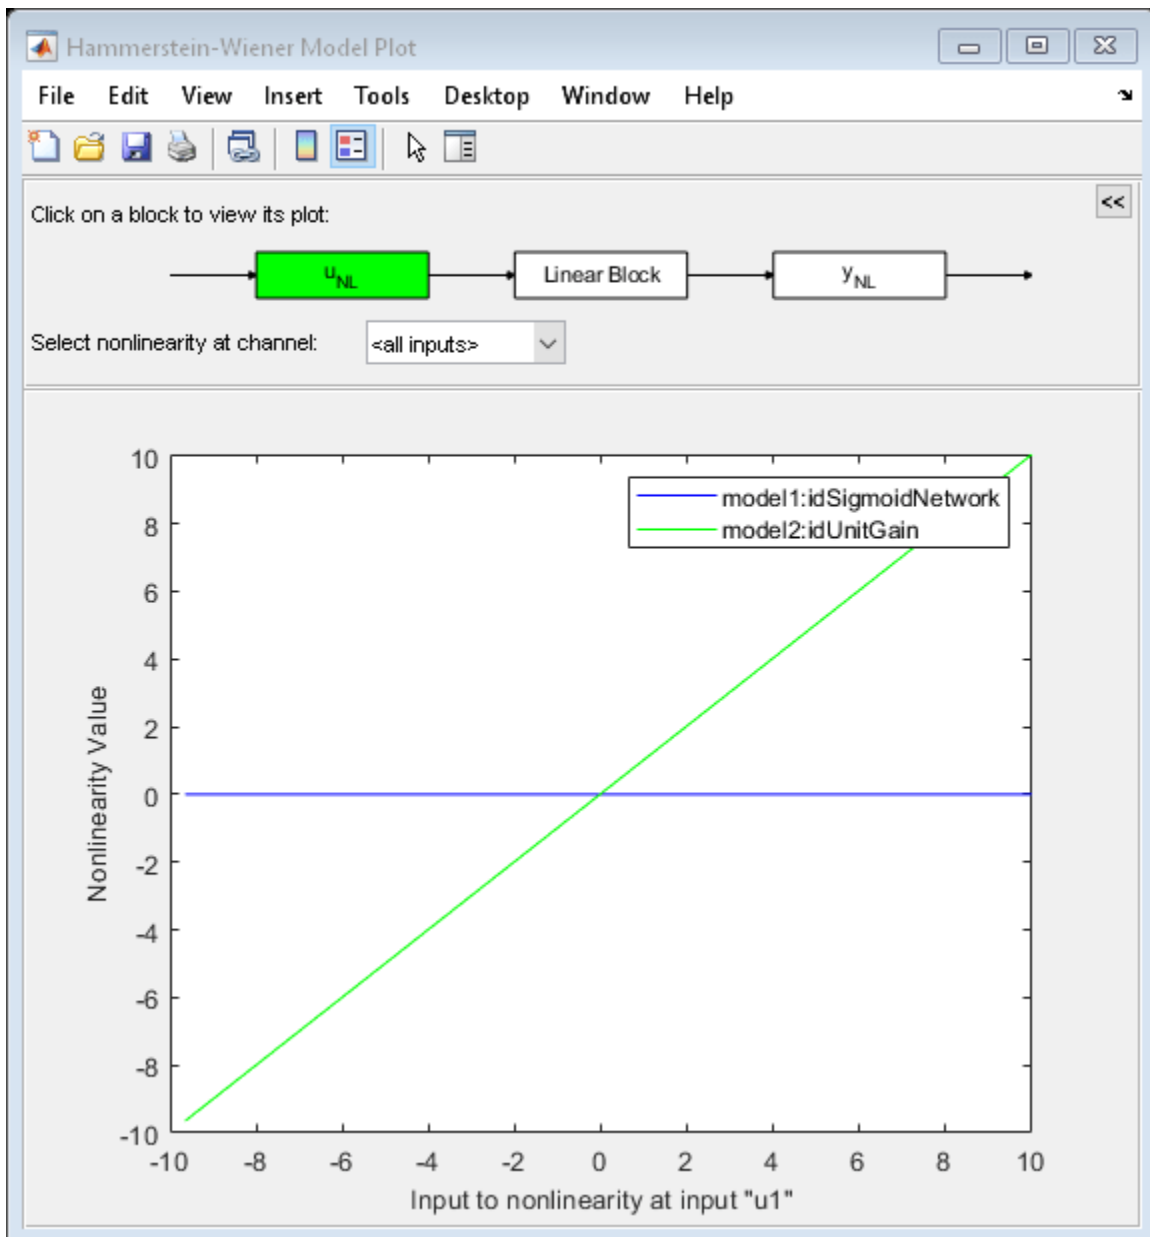 Hammerstein-Wiener Model Plot
File Edit View Insert Tools Desktop Window Help
Click on a block to view its plot:
<<
uNL
Linear Block
yNL
Select nonlinearity at channel:
<all inputs>
model1:idSigmoidNetwork
model2:idUnitGain
10
8
6
4
2
0
-2
-4
-6
-8
-10
Nonlinearity Value
-10 -8 -6 -4 -2 0 2 4 6 8 10
Input to nonlinearity at input "u1"